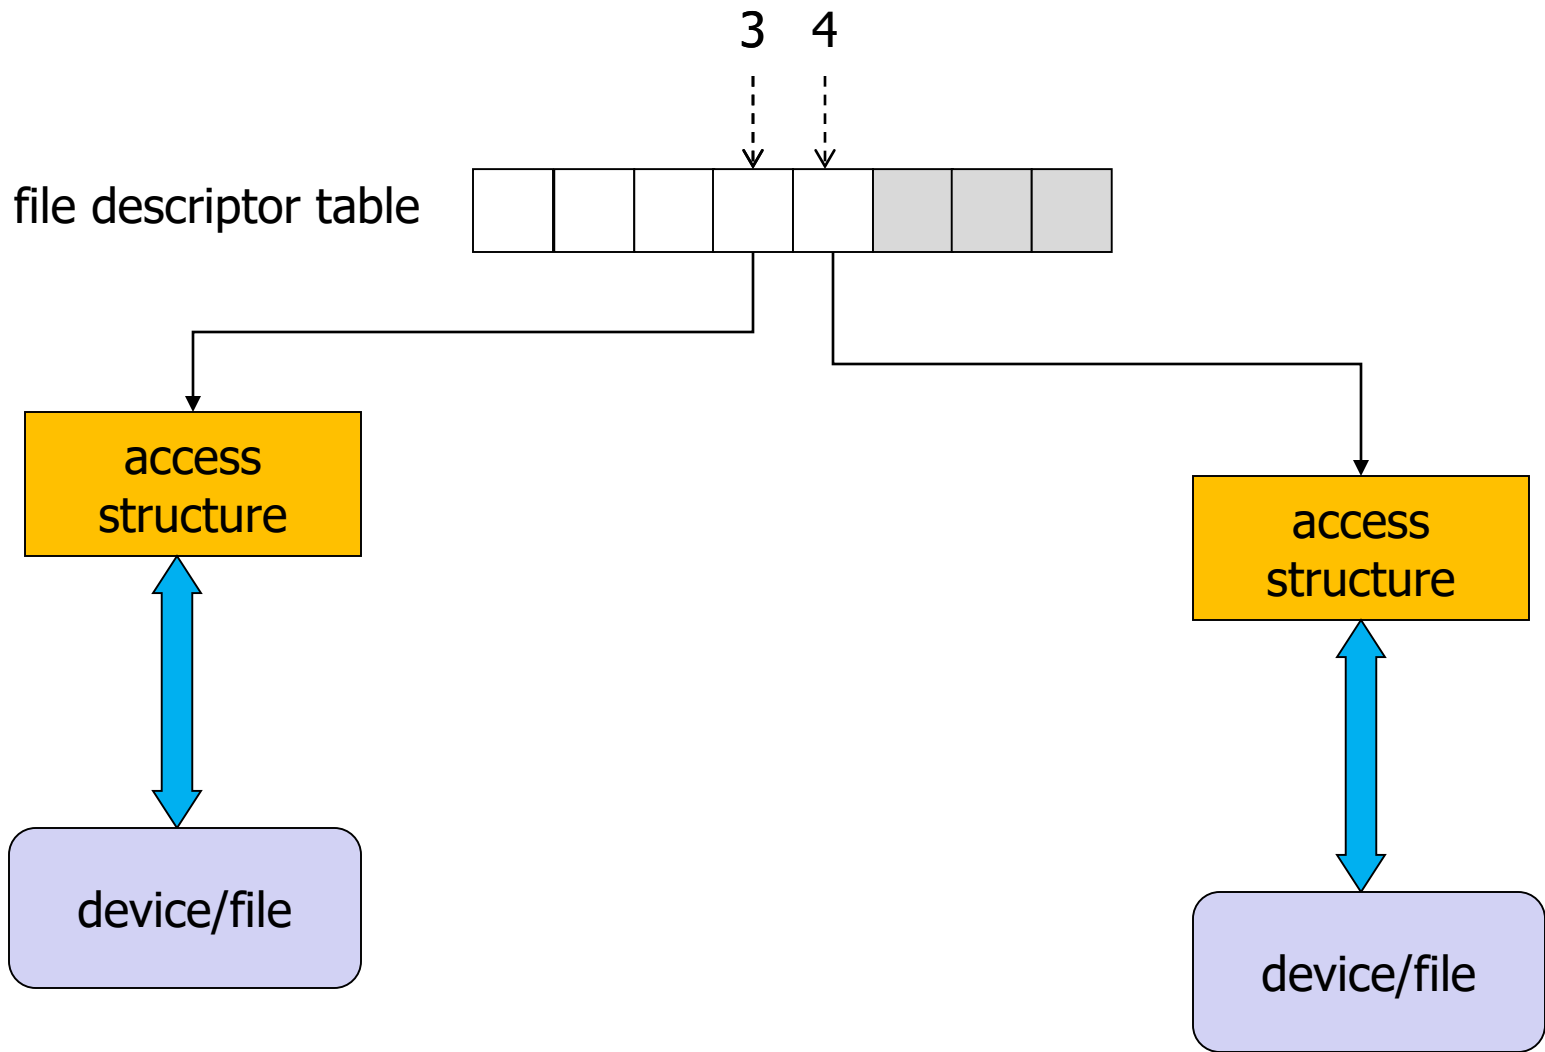 3 4
file descriptor table
access
structure
access
structure
device/file
device/file